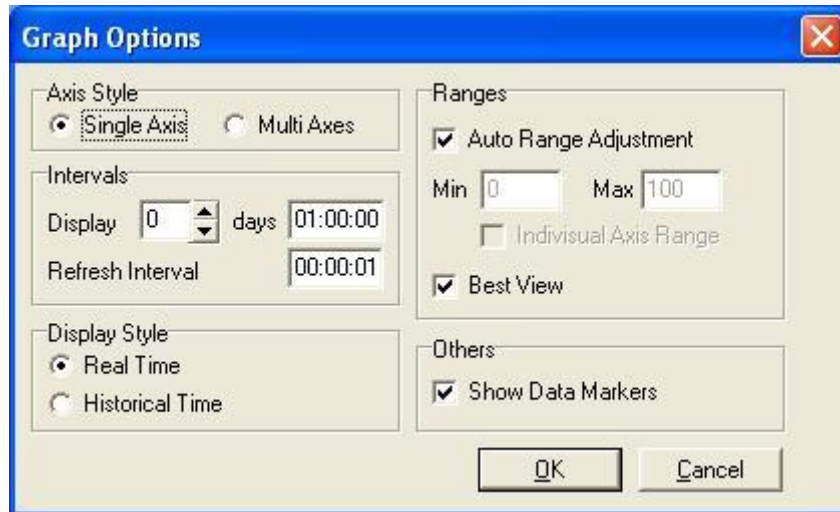 Graph Options
Axis Style
Single Axis
Multi Axes
Intervals
Display 0 days 01:00:00
Refresh Interval 00:00:01
Display Style
Real Time
Historical Time
Ranges
Auto Range Adjustment
Min 0 Max 100
Indivisual Axis Range
Best View
Others
Show Data Markers
OK
Cancel